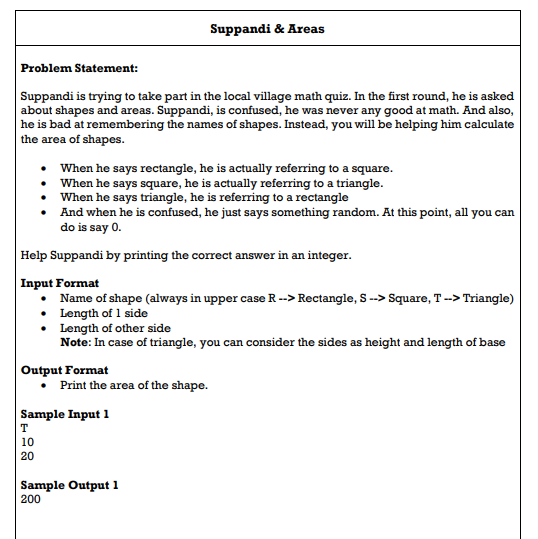 Suppandi & Areas
Problem Statement:
Suppandi is trying to take part in the local village math quiz. In the first round, he is asked
about shapes and areas. Suppandi, is confused, he was never any good at math. And also,
he is bad at remembering the names of shapes. Instead, you will be helping him calculate
the area of shapes.
• When he says rectangle, he is actually referring to a square.
• When he says square, he is actually referring to a triangle.
• When he says triangle, he is referring to a rectangle
• And when he is confused, he just says something random. At this point, all you can
do is say 0.
Help Suppandi by printing the correct answer in an integer.
Input Format
• Name of shape (always in upper case R --> Rectangle, S --> Square, T --> Triangle)
• Length of 1 side
• Length of other side
Note: In case of triangle, you can consider the sides as height and length of base
Output Format
• Print the area of the shape.
Sample Input 1
T
10
20
Sample Output 1
200